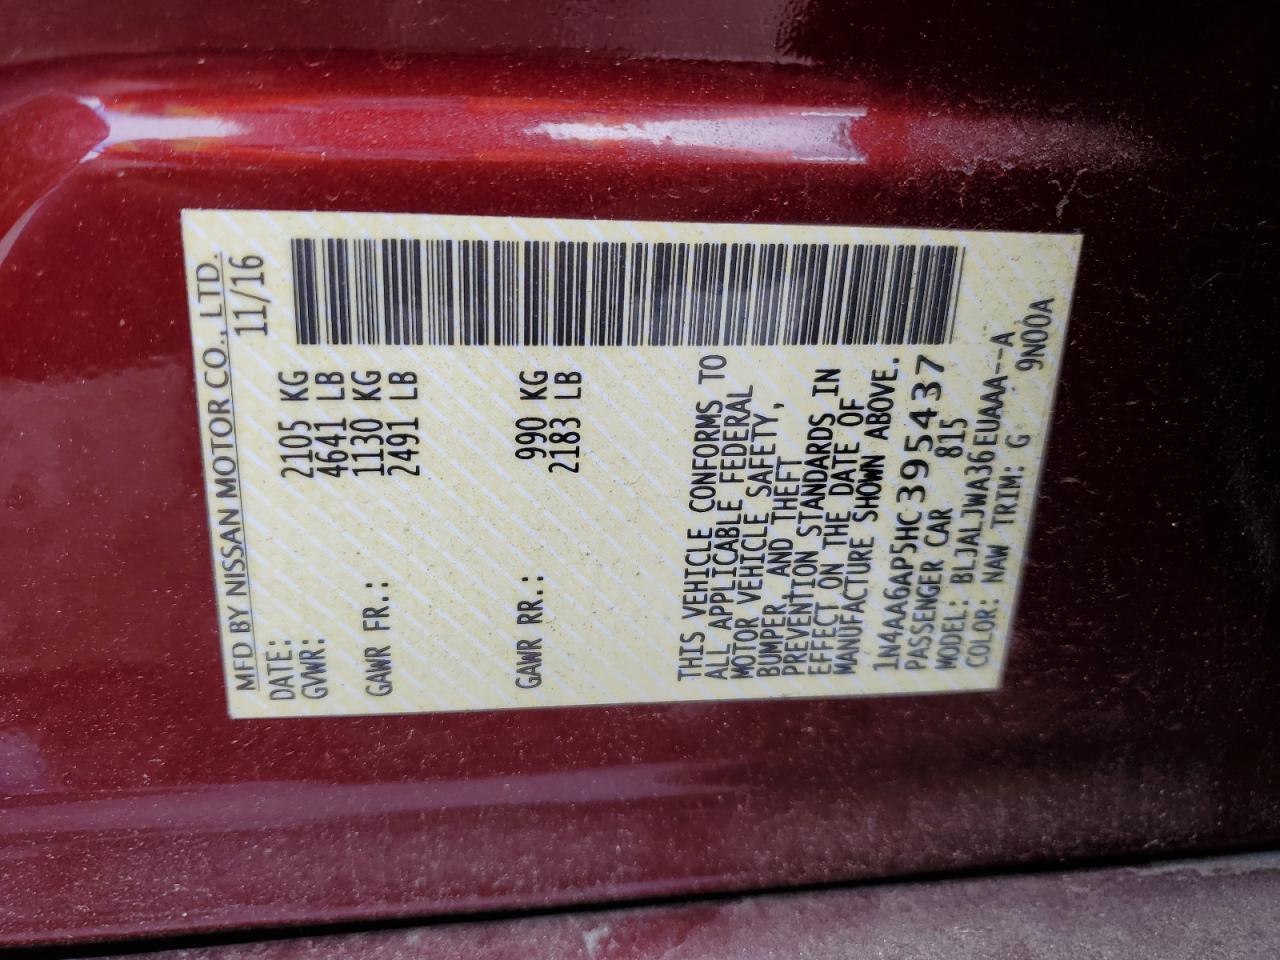 MFD BY NISSAN MOTOR CO., LTD.
DATE: 11/16
GVWR: 2105 KG
4641 LB
GAWR FR.: 1130 KG
2491 LB
GAWR RR.: 990 KG
2183 LB
THIS VEHICLE CONFORMS TO
ALL APPLICABLE FEDERAL
MOTOR VEHICLE SAFETY,
BUMPER AND THEFT
PREVENTION STANDARDS IN
EFFECT ON THE DATE OF
MANUFACTURE SHOWN ABOVE.
1N4AA6AP5HC395437
PASSENGER CAR 815
MODEL: BLJALJWA36EUAAA--A
COLOR: NAW TRIM: G 9N00A